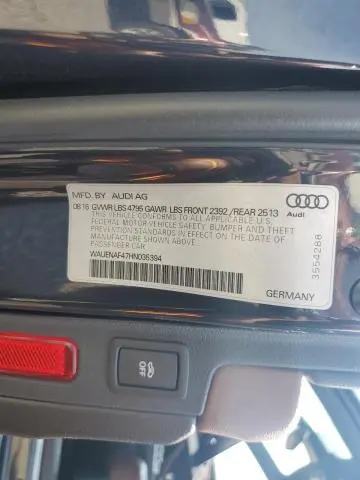 MFD. BY AUDI AG
08 16 GVWR LBS 4795 GAWR LBS FRONT 2392 /REAR 2513
THIS VEHICLE CONFORMS TO ALL APPLICABLE U.S.
FEDERAL MOTOR VEHICLE SAFETY, BUMPER AND THEFT
PREVENTION STANDARDS IN EFFECT ON THE DATE OF
MANUFACTURE SHOWN ABOVE
PASSENGER CAR
WAUENAF47HN035394
Audi
3554288
GERMANY
OFF